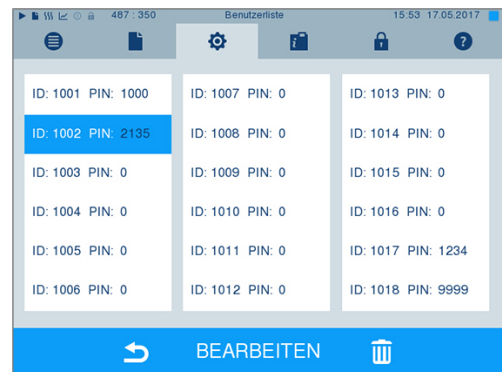 487 : 350 Benutzerliste 15:53 17.05.2017
ID: 1001 PIN: 1000
ID: 1002 PIN: 2135
ID: 1003 PIN: 0
ID: 1004 PIN: 0
ID: 1005 PIN: 0
ID: 1006 PIN: 0
ID: 1007 PIN: 0
ID: 1008 PIN: 0
ID: 1009 PIN: 0
ID: 1010 PIN: 0
ID: 1011 PIN: 0
ID: 1012 PIN: 0
ID: 1013 PIN: 0
ID: 1014 PIN: 0
ID: 1015 PIN: 0
ID: 1016 PIN: 0
ID: 1017 PIN: 1234
ID: 1018 PIN: 9999
BEARBEITEN